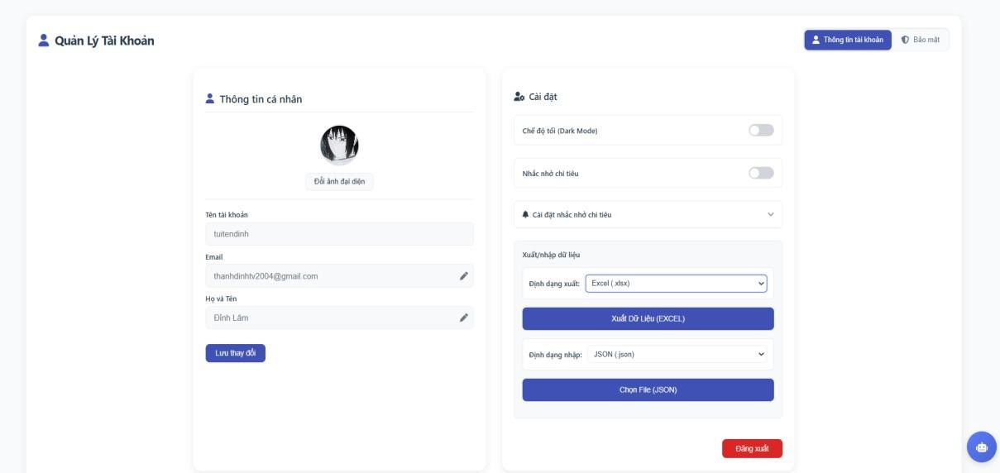 Quản Lý Tài Khoản
Thông tin tài khoản
Bảo mật
Thông tin cá nhân
Đổi ảnh đại diện
Tên tài khoản
tuitendinh
Email
thanhdinhtv2004@gmail.com
Họ và Tên
Đỉnh Lâm
Lưu thay đổi
Cài đặt
Chế độ tối (Dark Mode)
Nhắc nhở chi tiêu
Cài đặt nhắc nhở chi tiêu
Xuất/nhập dữ liệu
Định dạng xuất: Excel (.xlsx)
Xuất Dữ Liệu (EXCEL)
Định dạng nhập: JSON (.json)
Chọn File (JSON)
Đăng xuất